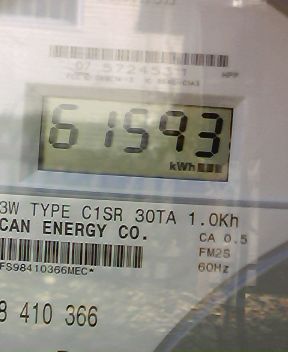 61593
kWh
3W TYPE C1SR 30TA 1.0Kh
CAN ENERGY CO.
CA 0.5
FM2S
FS98410366MEC*
60Hz
8 410 366